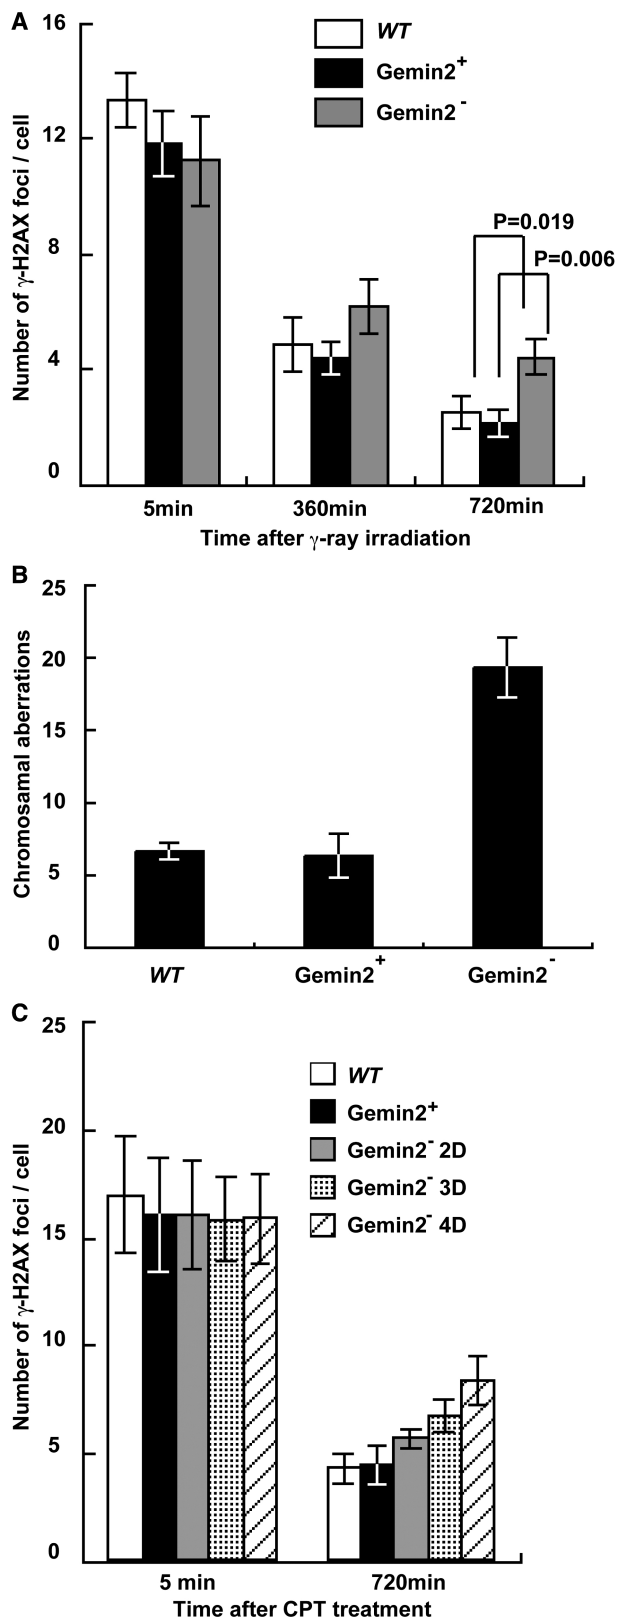 A
16
12
8
4
0
Number of γ-H2AX foci / cell
WT
Gemin2+
Gemin2-
P=0.019
P=0.006
5min 360min 720min
Time after γ-ray irradiation
B
25
20
15
10
5
0
Chromosamal aberrations
WT Gemin2+ Gemin2-
C
25
20
15
10
5
0
Number of γ-H2AX foci / cell
WT
Gemin2+
Gemin2- 2D
Gemin2- 3D
Gemin2- 4D
5 min 720min
Time after CPT treatment